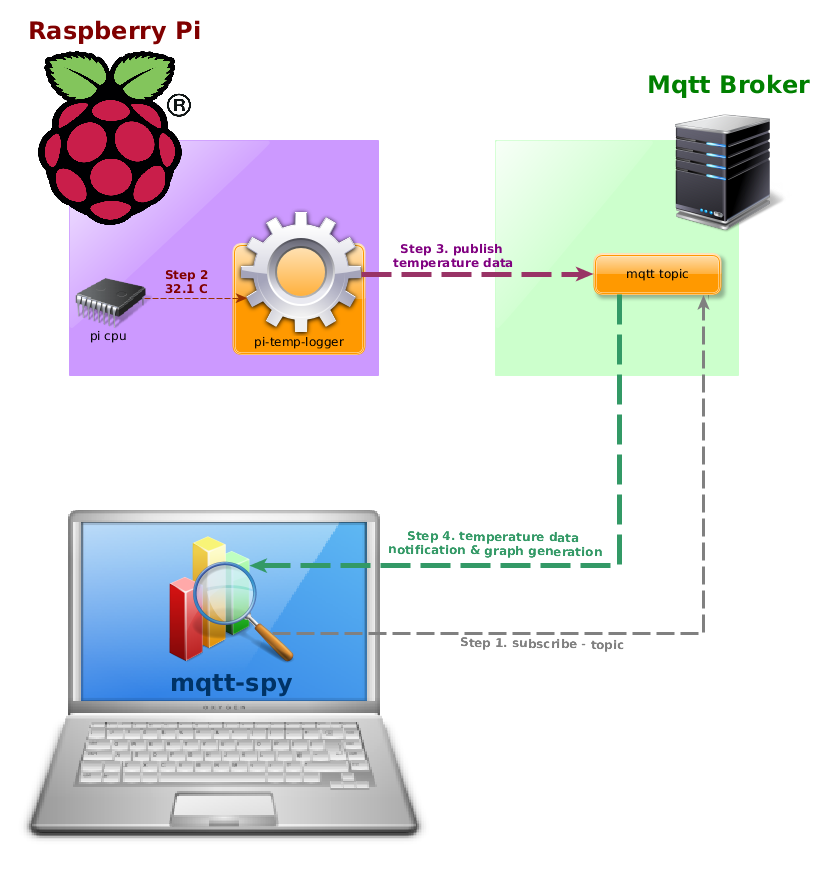 Raspberry Pi
®
Mqtt Broker
Step 2
32.1 C
pi cpu
pi-temp-logger
Step 3. publish
temperature data
mqtt topic
Step 4. temperature data
notification & graph generation
Step 1. subscribe - topic
mqtt-spy
OXYGEN